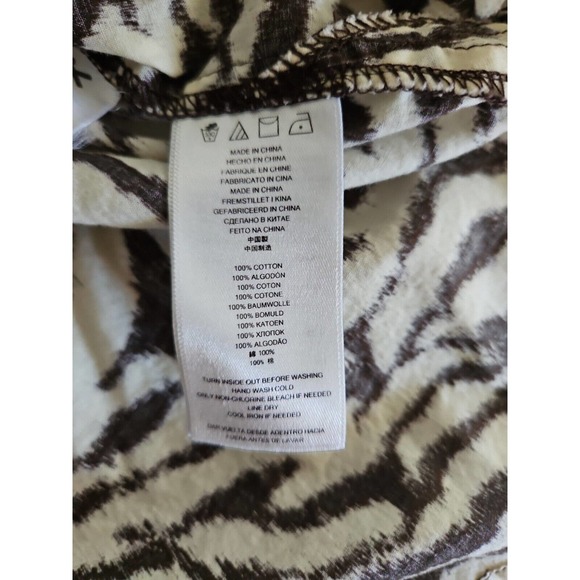 MADE IN CHINA
HECHO EN CHINA
FABRIQUE EN CHINE
FABBRICATO IN CINA
MADE IN CHINA
FREMSTILLET I KINA
GEFABRICEERD IN CHINA
СДЕЛАНО В КИТАЕ
FEITO NA CHINA
中国製
中国制造
100% COTTON
100% ALGODÓN
100% COTON
100% COTONE
100% BAUMWOLLE
100% BOMULD
100% KATOEN
100% ХЛОПОК
100% ALGODÃO
綿 100%
100% 棉
TURN INSIDE OUT BEFORE WASHING
HAND WASH COLD
ONLY NON-CHLORINE BLEACH IF NEEDED
LINE DRY
COOL IRON IF NEEDED
DAR VUELTA DESDE ADENTRO HACIA
FUERA ANTES DE LAVAR